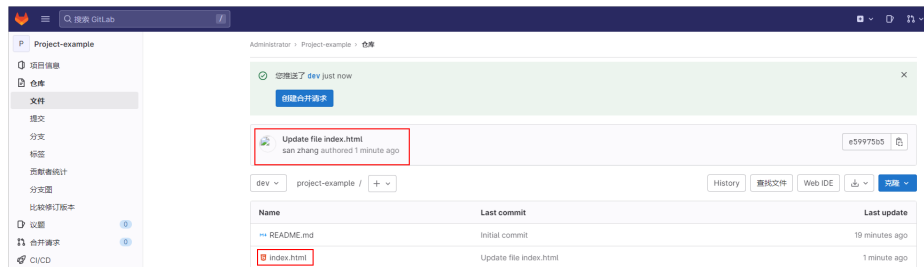 搜索 GitLab
/
P Project-example
项目信息
仓库
文件
提交
分支
标签
贡献者统计
分支图
比较修订版本
议题 0
合并请求 0
CI/CD
Administrator > Project-example > 仓库
您推送了 dev just now
创建合并请求
Update file index.html
san zhang authored 1 minute ago
e59975b5
dev
project-example / +
History
查找文件
Web IDE
克隆
Name Last commit Last update
README.md Initial commit 19 minutes ago
index.html Update file index.html 1 minute ago